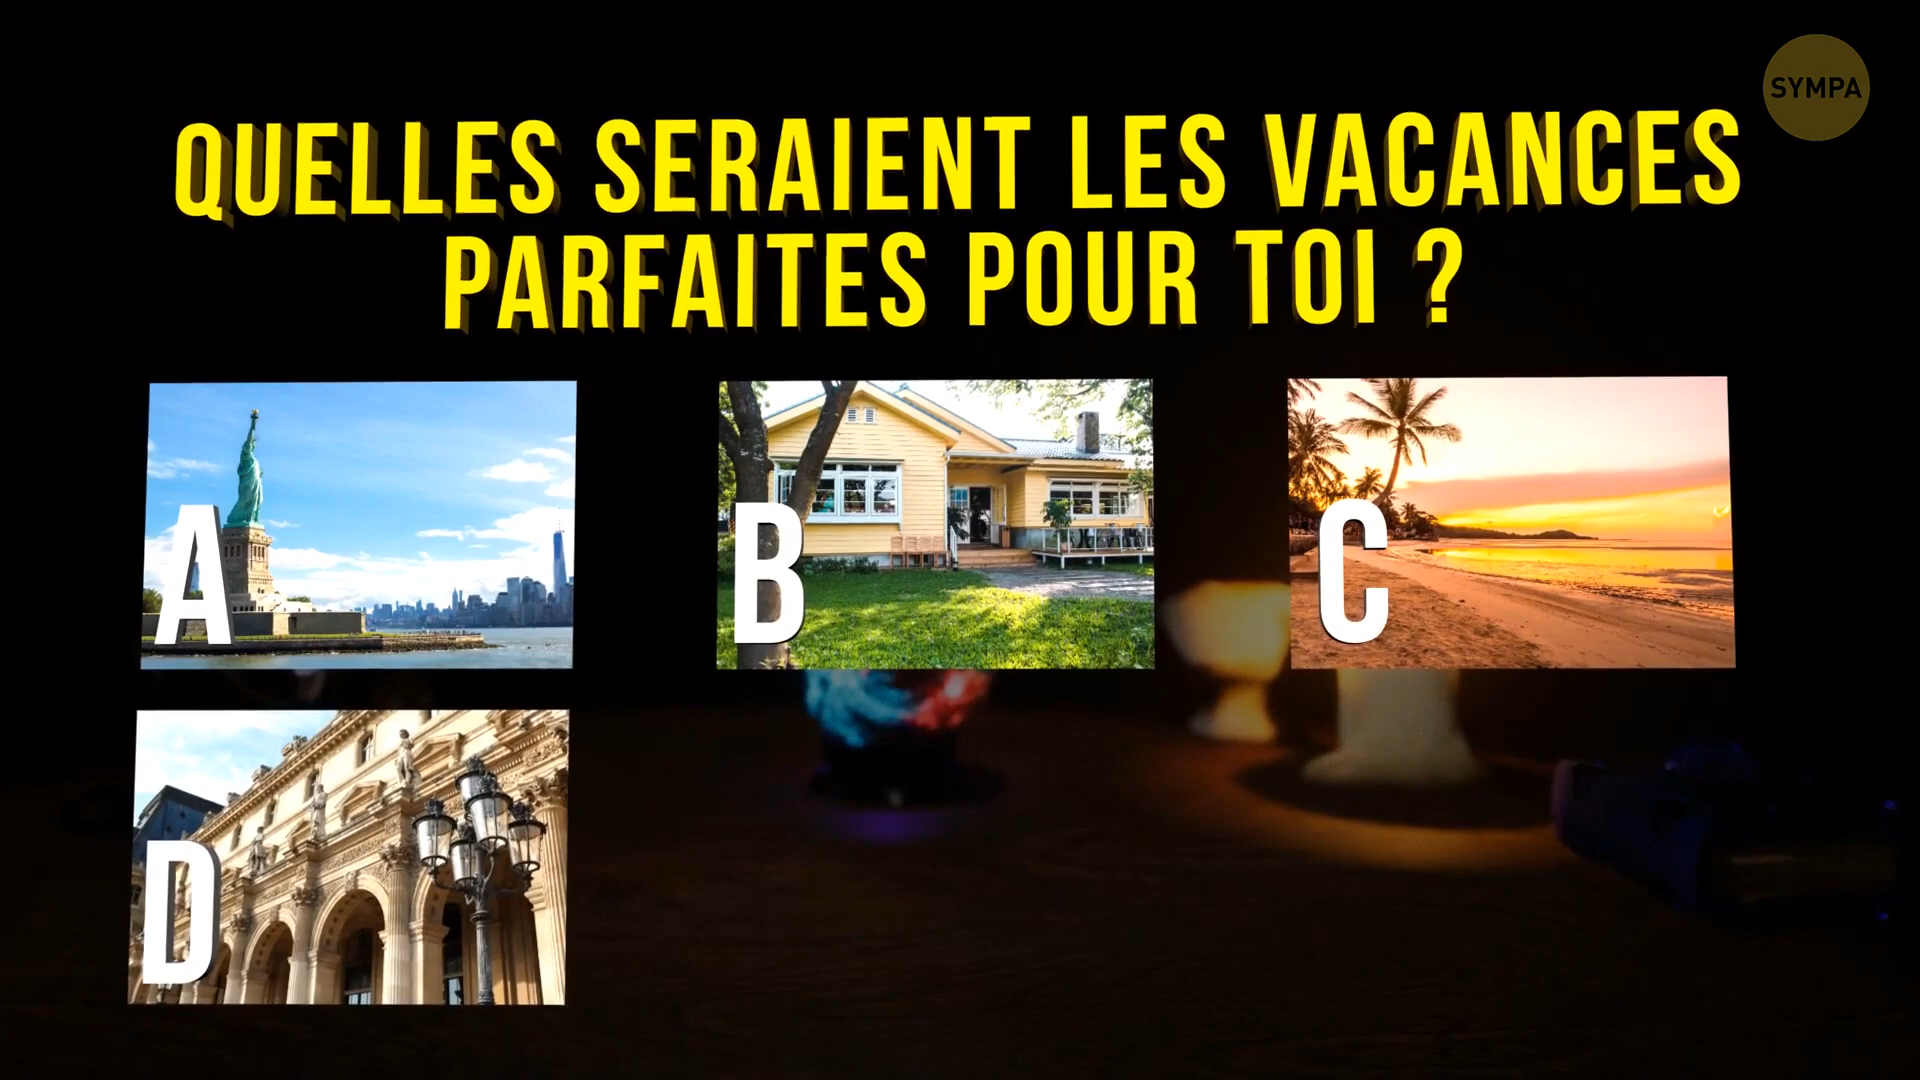 SYMPA
QUELLES SERAIENT LES VACANCES
PARFAITES POUR TOI ?
A
B
C
D